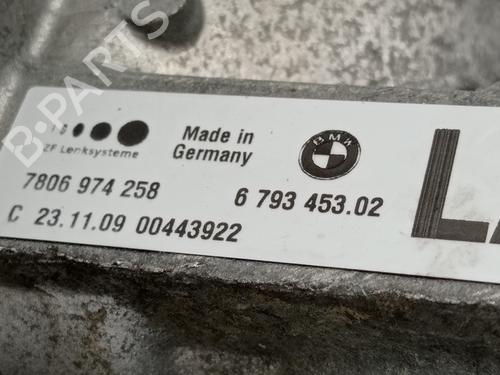 ZF Lenksysteme
Made in
Germany
BMW
7806 974 258
6 793 453.02
C 23.11.09 00443922
B-PARTS